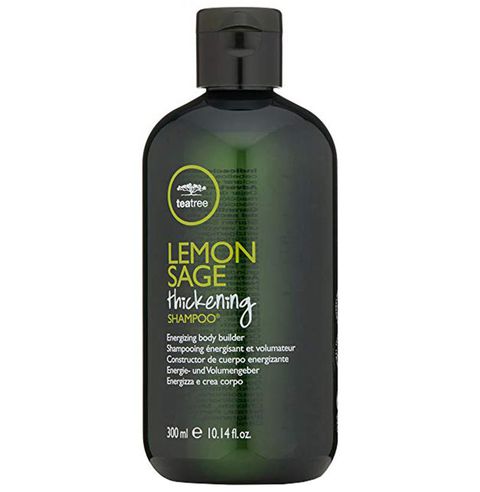 teatree
LEMON
SAGE
thickening
SHAMPOO®
Energizing body builder
Shampooing énergisant et volumateur
Constructor de cuerpo energizante
Energie- und Volumengeber
Energizza e crea corpo
300 ml e 10.14 fl. oz.